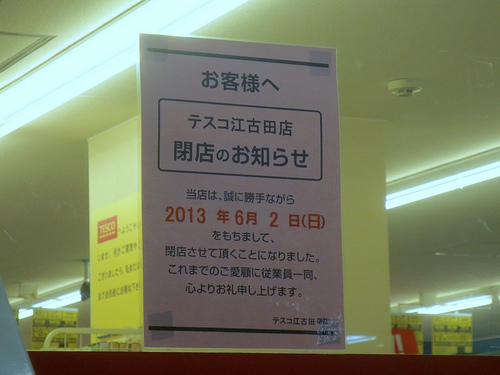 お客様へ
テスコ江古田店
閉店のお知らせ
当店は、誠に勝手ながら
2013 年 6月 2 日(日)
をもちまして、
閉店させて頂くことになりました。
これまでのご愛顧に従業員一同、
心よりお礼申し上げます。
テスコ江古田 店
TESCO